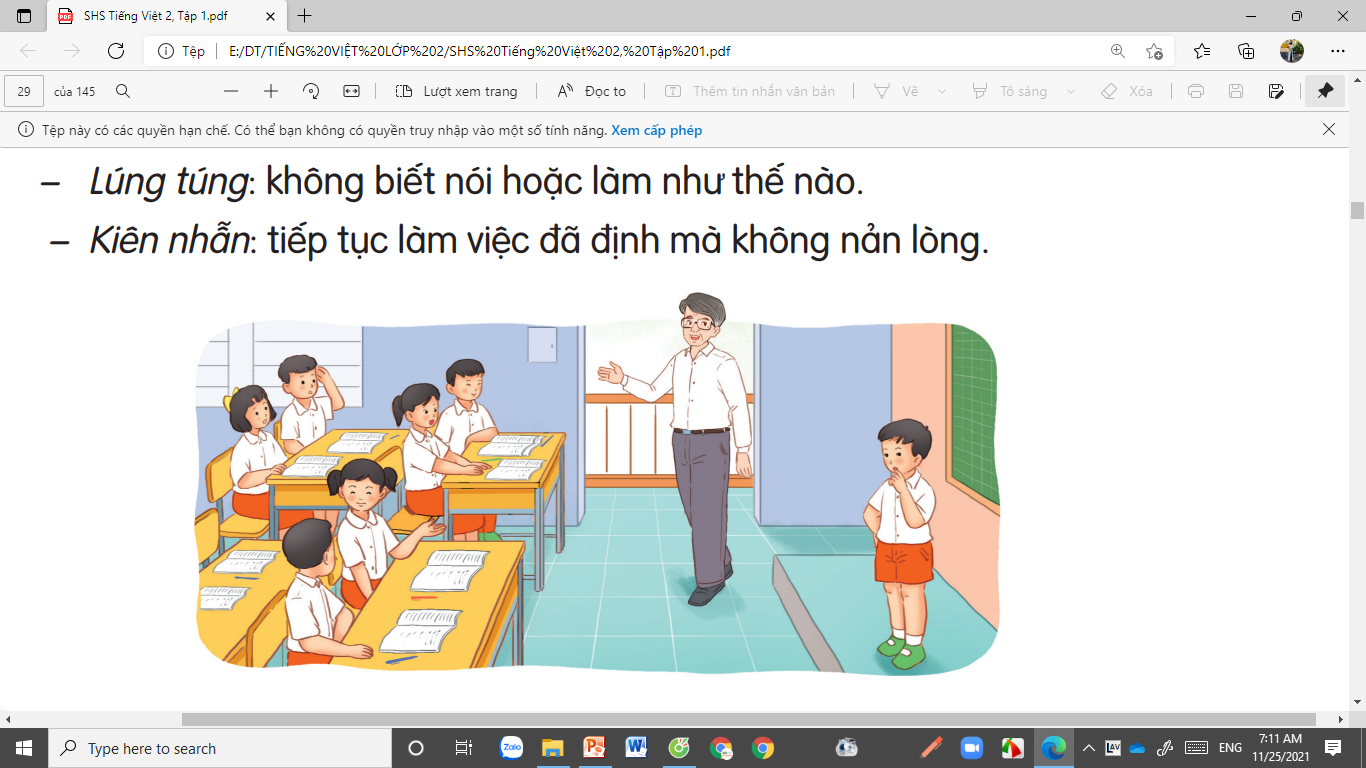 SHS Tiếng Việt 2, Tập 1.pdf
Tệp E:/DT/TIẾNG%20VIỆT%20LỚP%202/SHS%20Tiếng%20Việt%202,%20Tập%201.pdf
29 của 145 Lượt xem trang Đọc to Thêm tin nhắn văn bản Vẽ Tô sáng Xóa
Tệp này có các quyền hạn chế. Có thể bạn không có quyền truy nhập vào một số tính năng. Xem cấp phép
– Lúng túng: không biết nói hoặc làm như thế nào.
– Kiên nhẫn: tiếp tục làm việc đã định mà không nản lòng.
Type here to search
Zalo
LAV
ENG
7:11 AM
11/25/2021